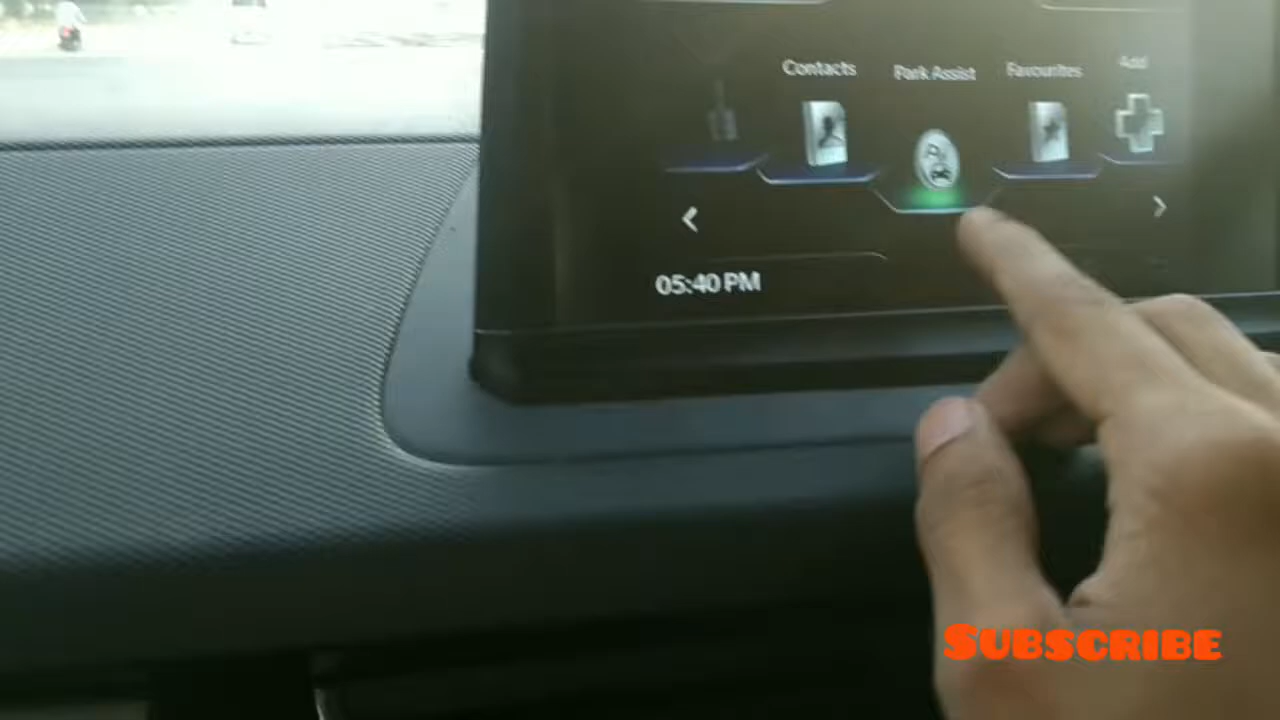 Contacts
Park Assist
Favourites
Add
05:40 PM
SUBSCRIBE